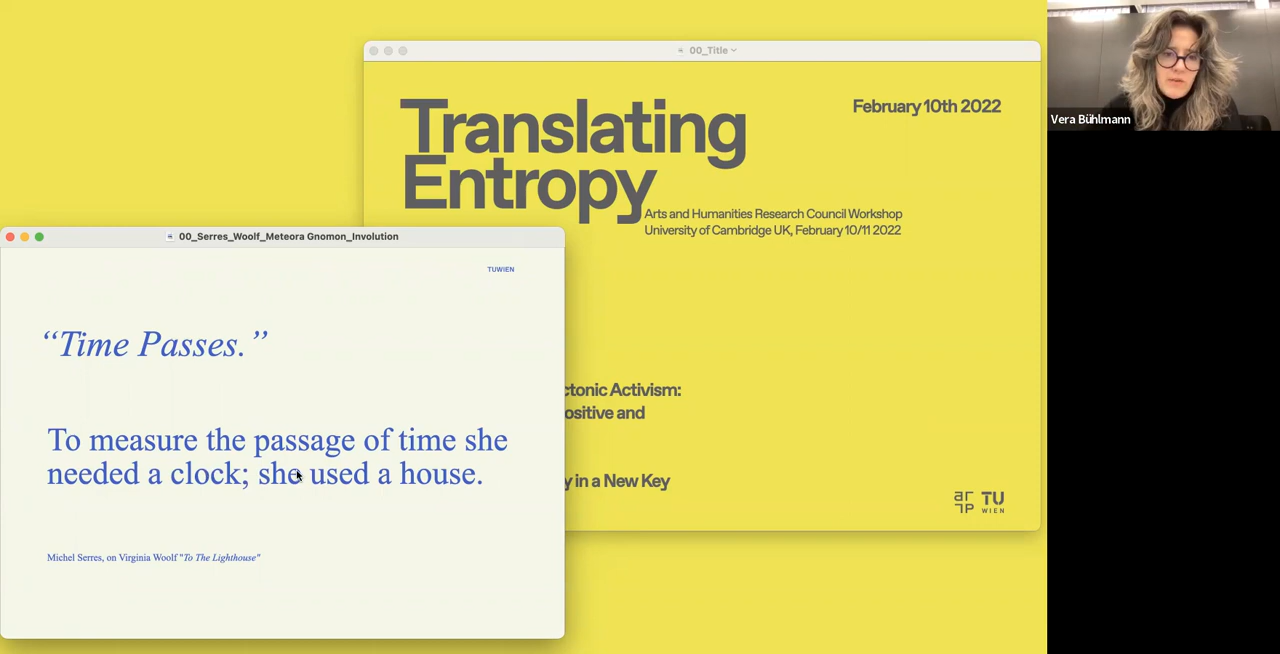 00_Title
Translating
Entropy
February 10th 2022
Arts and Humanities Research Council Workshop
University of Cambridge UK, February 10/11 2022
Vera Bühlmann
00_Serres_Woolf_Meteora Gnomon_Involution
TUWIEN
“Time Passes.”
To measure the passage of time she
needed a clock; she used a house.
Michel Serres, on Virginia Woolf "To The Lighthouse"
ctonic Activism:
ositive and
y in a New Key
TU
WIEN